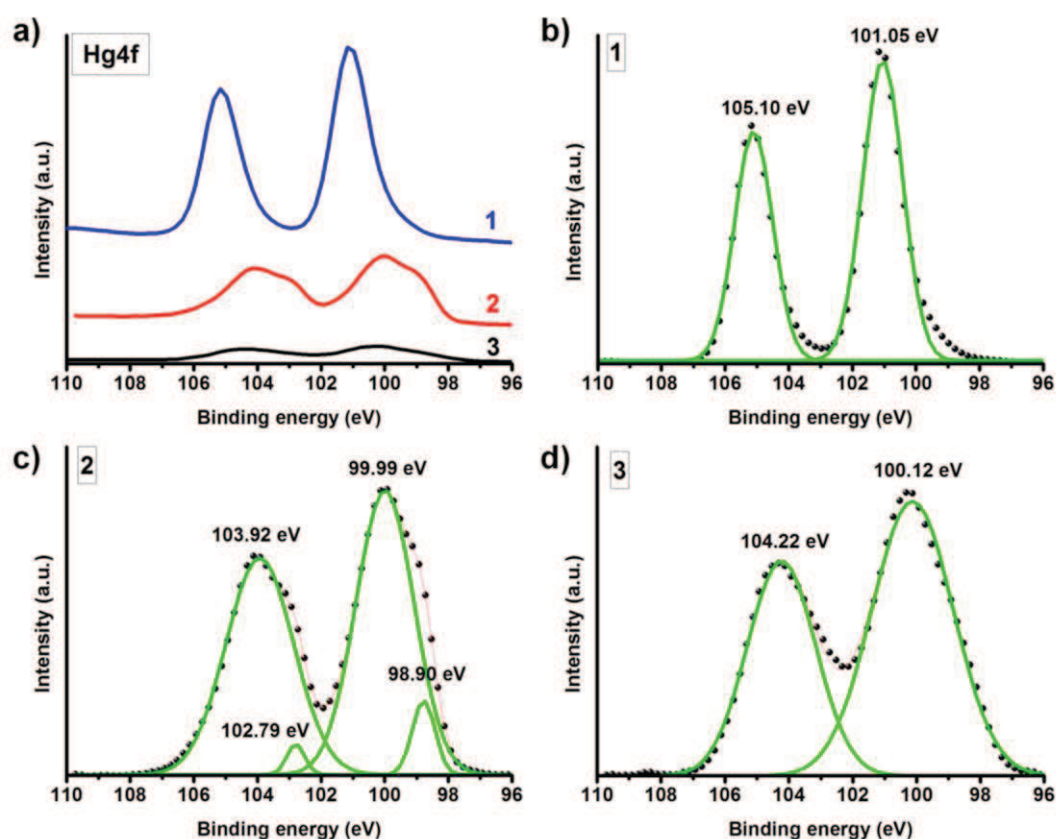 a)
Hg4f
1
2
3
Intensity (a.u.)
110 108 106 104 102 100 98 96
Binding energy (eV)
b)
1
101.05 eV
105.10 eV
Intensity (a.u.)
110 108 106 104 102 100 98 96
Binding energy (eV)
c)
2
99.99 eV
103.92 eV
98.90 eV
102.79 eV
Intensity (a.u.)
110 108 106 104 102 100 98 96
Binding energy (eV)
d)
3
100.12 eV
104.22 eV
Intensity (a.u.)
110 108 106 104 102 100 98 96
Binding energy (eV)